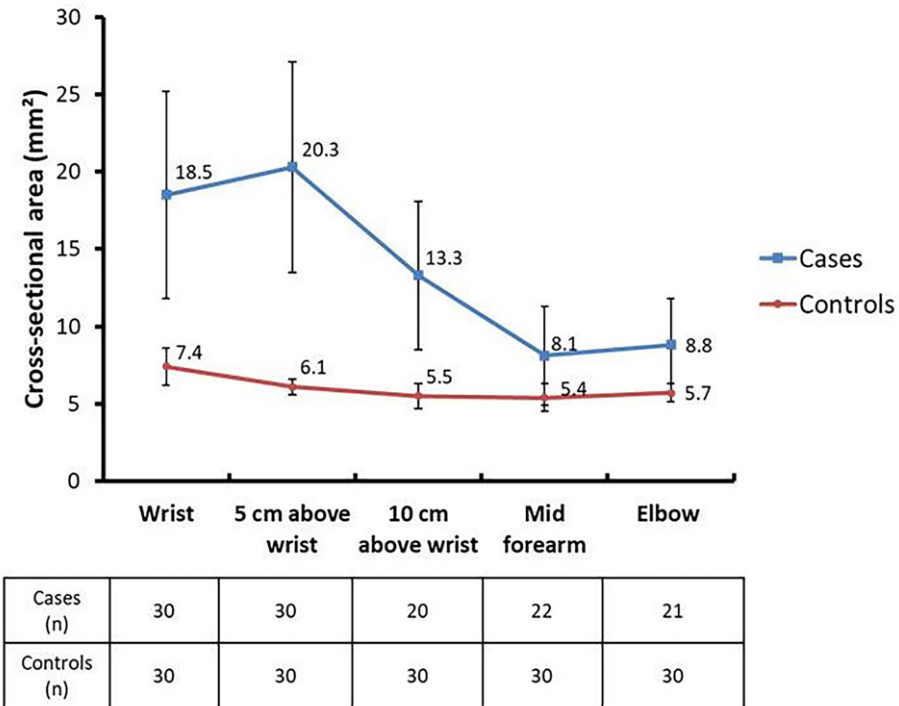 30
25
20
15
10
5
0
Cross-sectional area (mm²)
18.5
20.3
13.3
8.1
8.8
7.4
6.1
5.5
5.4
5.7
Cases
Controls
Wrist
5 cm above
wrist
10 cm
above wrist
Mid
forearm
Elbow
Cases
(n)
30 30 20 22 21
Controls
(n)
30 30 30 30 30